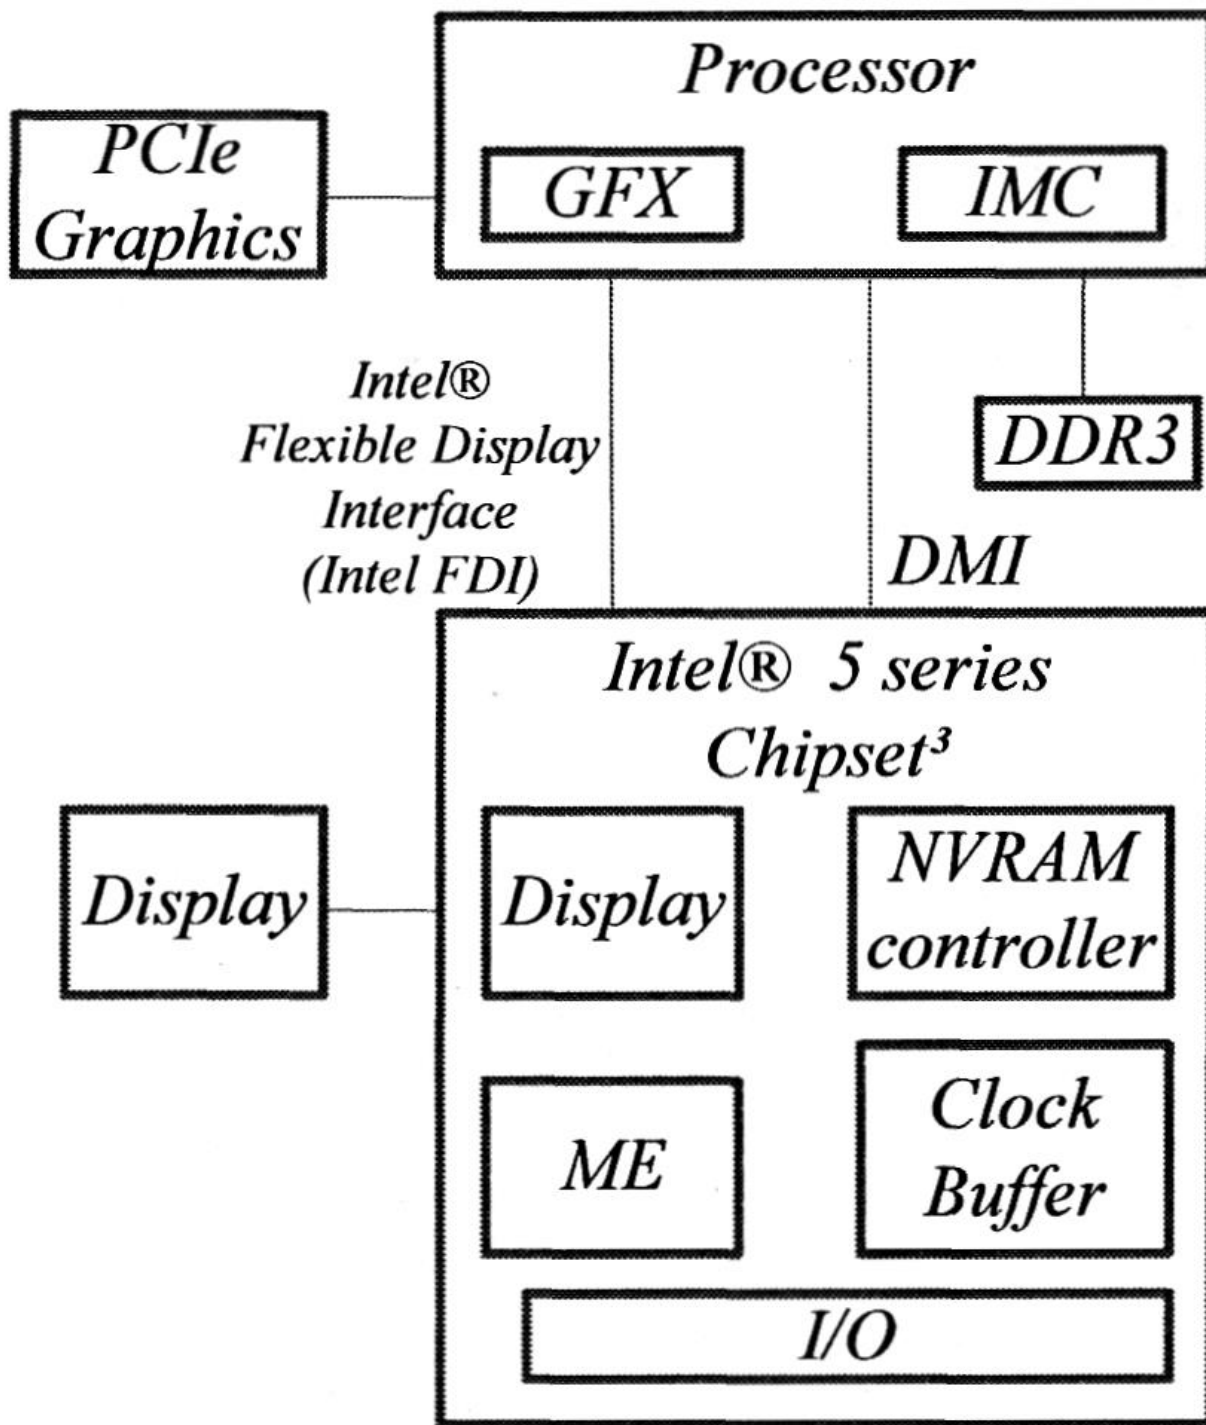 Processor
PCIe
Graphics
GFX
IMC
Intel®
Flexible Display
Interface
(Intel FDI)
DDR3
DMI
Intel® 5 series
Chipset³
Display
Display
NVRAM
controller
ME
Clock
Buffer
I/O